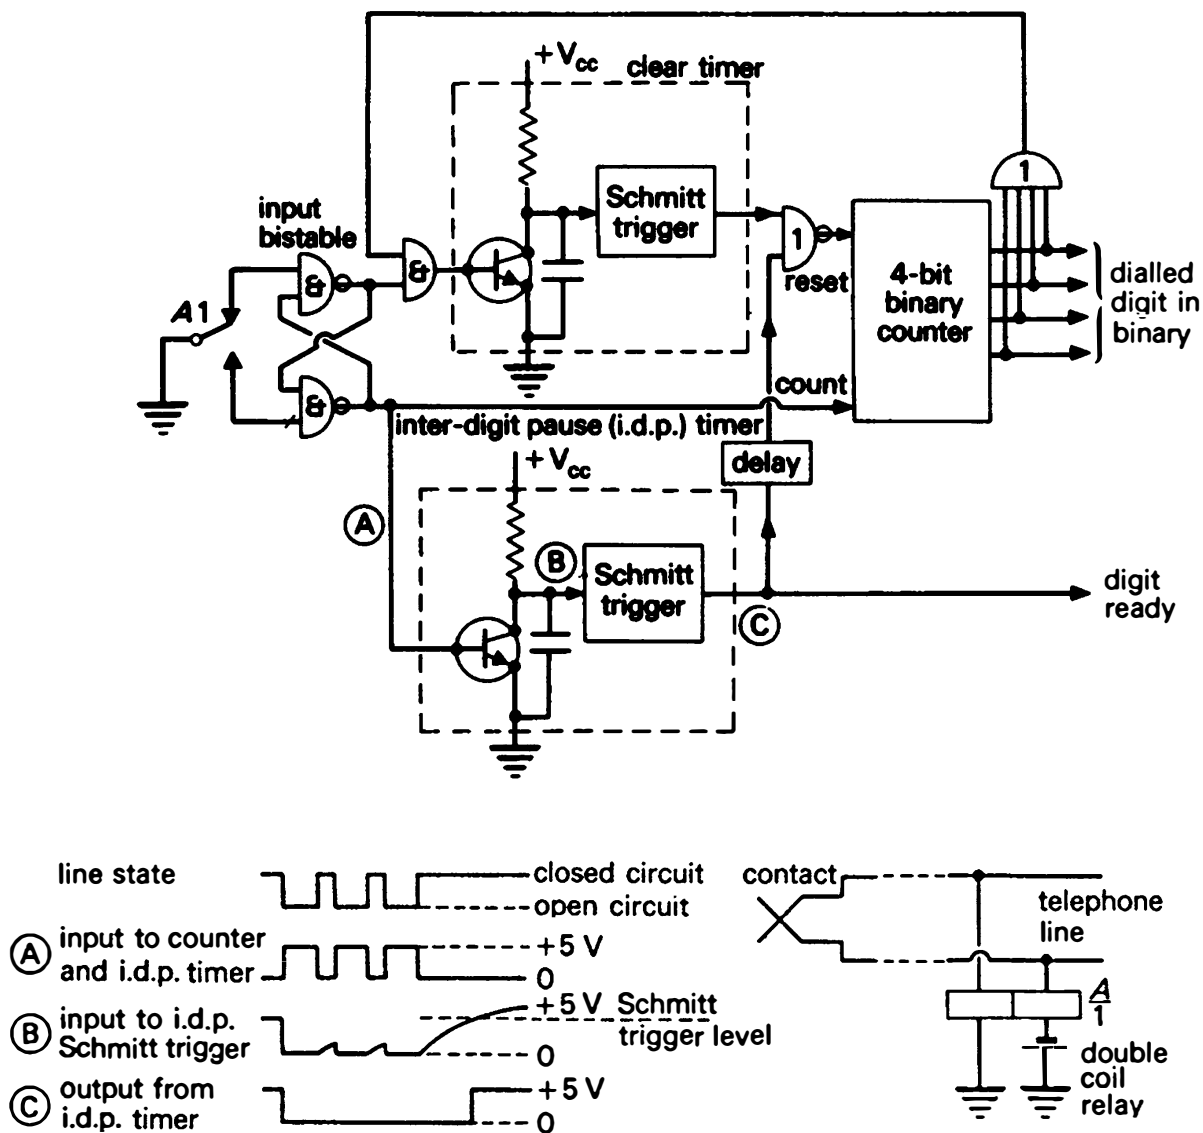 +V_cc
clear timer
1
input
bistable
Schmitt
trigger
&
&
1
A1
reset
4-bit
binary
counter
dialled
digit in
binary
&
count
inter-digit pause (i.d.p.) timer
+V_cc
delay
A
B
Schmitt
trigger
C
digit
ready
line state
closed circuit
open circuit
A input to counter
and i.d.p. timer
+5 V
0
B input to i.d.p.
Schmitt trigger
+5 V
Schmitt
trigger level
0
C output from
i.d.p. timer
+5 V
0
contact
telephone
line
A
1
double
coil
relay